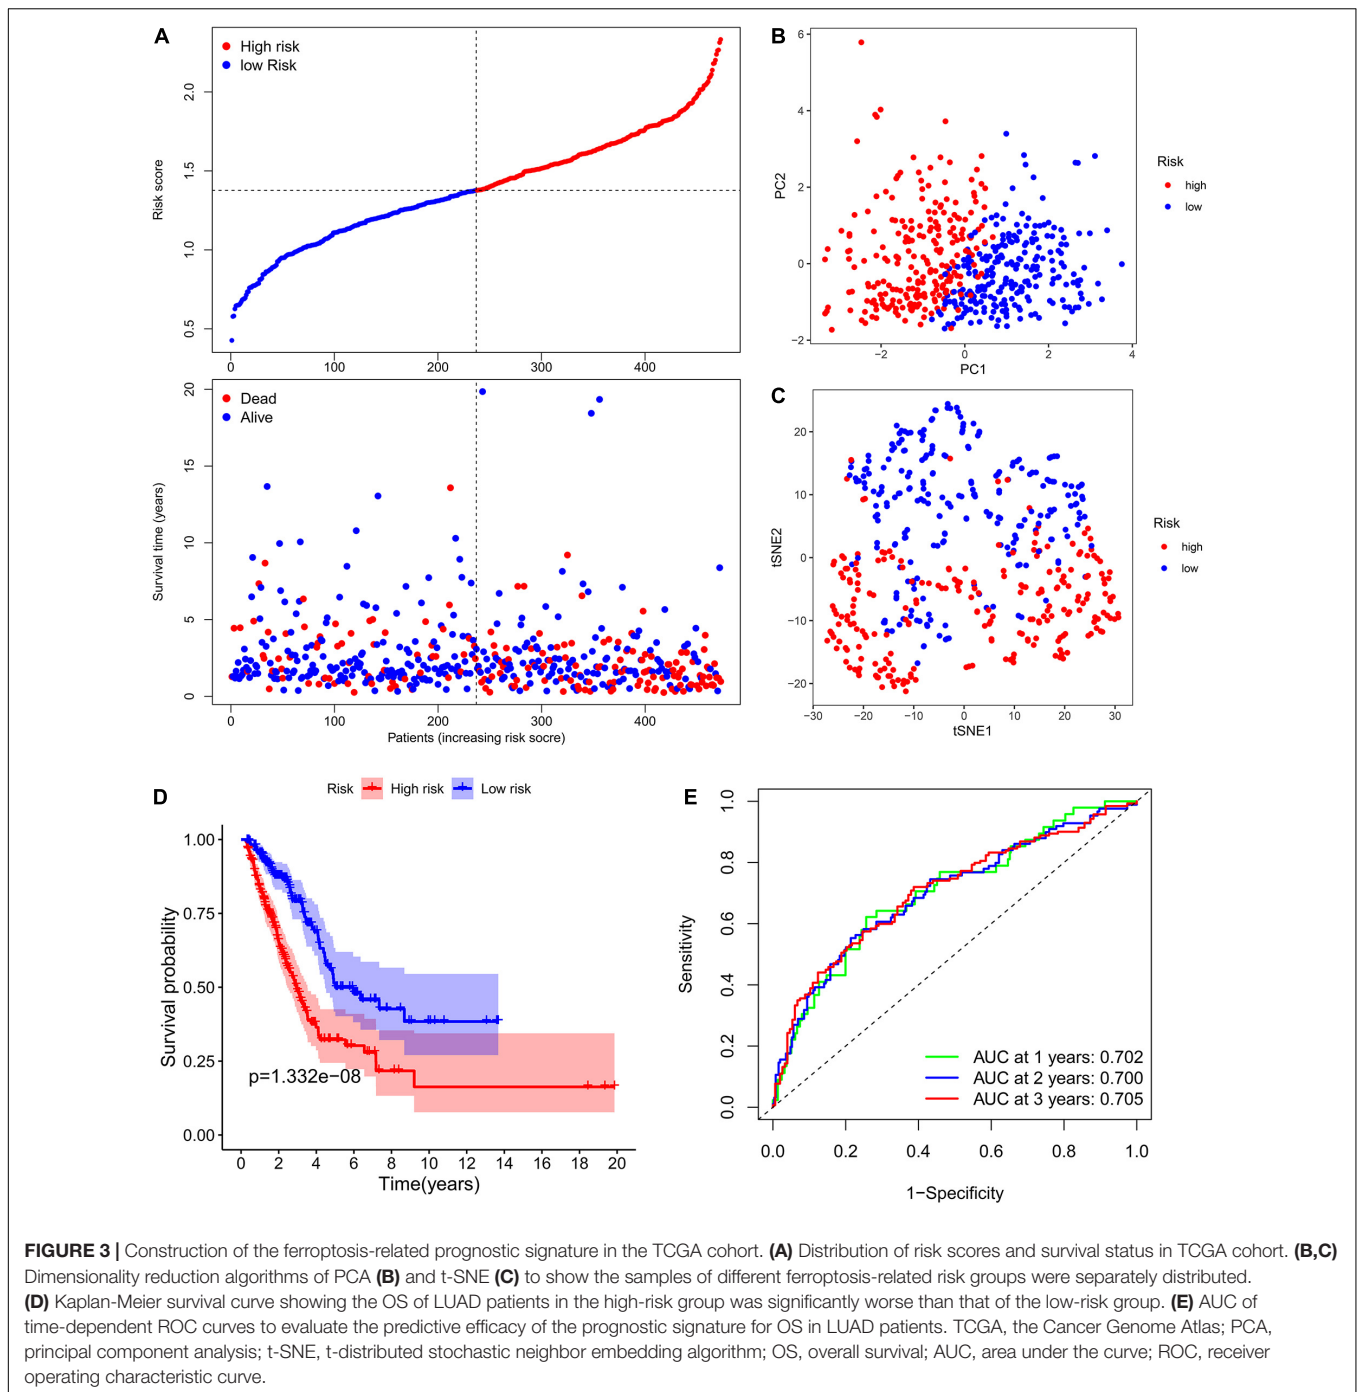 A
High risk
low Risk
Risk score
2.0
1.5
1.0
0.5
0 100 200 300 400
Dead
Alive
Survival time (years)
20
15
10
5
0
0 100 200 300 400
Patients (increasing risk socre)
B
PC2
6
4
2
0
−2
−2 0 2 4
PC1
Risk
high
low
C
tSNE2
20
10
0
−10
−20
−30 −20 −10 0 10 20 30
tSNE1
Risk
high
low
D
Risk High risk Low risk
Survival probability
1.00
0.75
0.50
0.25
0.00
p=1.332e−08
0 2 4 6 8 10 12 14 16 18 20
Time(years)
E
Sensitivity
1.0
0.8
0.6
0.4
0.2
0.0
AUC at 1 years: 0.702
AUC at 2 years: 0.700
AUC at 3 years: 0.705
0.0 0.2 0.4 0.6 0.8 1.0
1−Specificity
FIGURE 3 | Construction of the ferroptosis-related prognostic signature in the TCGA cohort. (A) Distribution of risk scores and survival status in TCGA cohort. (B,C)
Dimensionality reduction algorithms of PCA (B) and t-SNE (C) to show the samples of different ferroptosis-related risk groups were separately distributed.
(D) Kaplan-Meier survival curve showing the OS of LUAD patients in the high-risk group was significantly worse than that of the low-risk group. (E) AUC of
time-dependent ROC curves to evaluate the predictive efficacy of the prognostic signature for OS in LUAD patients. TCGA, the Cancer Genome Atlas; PCA,
principal component analysis; t-SNE, t-distributed stochastic neighbor embedding algorithm; OS, overall survival; AUC, area under the curve; ROC, receiver
operating characteristic curve.